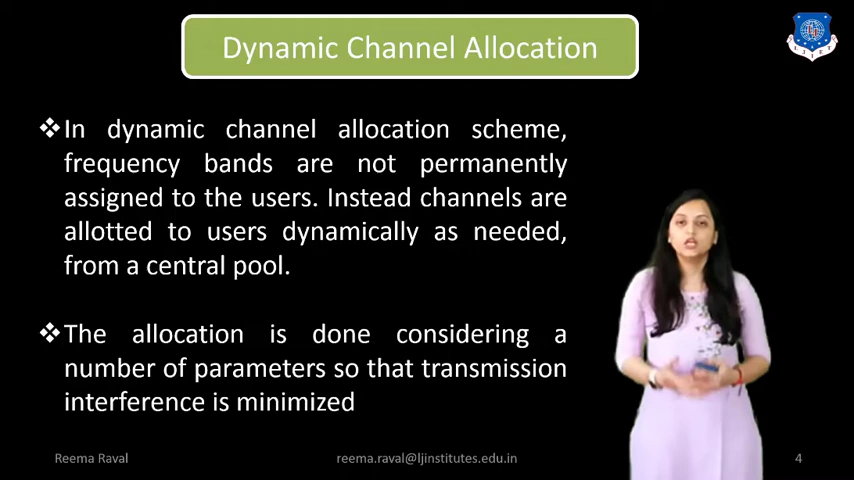 Dynamic Channel Allocation
❖In dynamic channel allocation scheme,
frequency bands are not permanently
assigned to the users. Instead channels are
allotted to users dynamically as needed,
from a central pool.
❖The allocation is done considering a
number of parameters so that transmission
interference is minimized
Reema Raval
reema.raval@ljinstitutes.edu.in
4